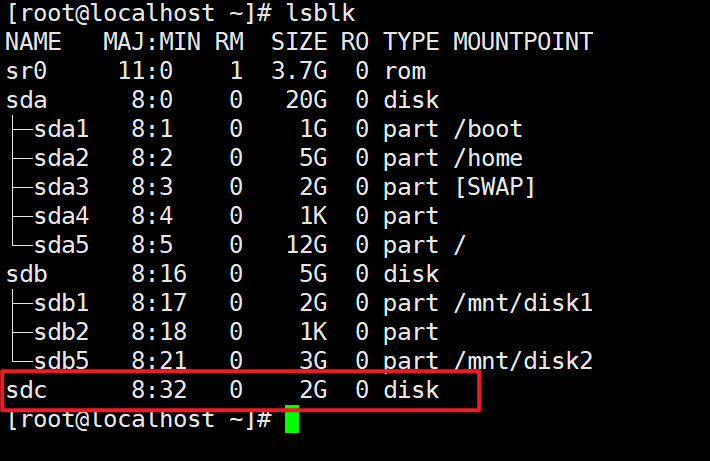 [root@localhost ~]# lsblk
NAME   MAJ:MIN RM  SIZE RO TYPE MOUNTPOINT
sr0     11:0    1  3.7G  0 rom
sda      8:0    0   20G  0 disk
├─sda1   8:1    0    1G  0 part /boot
├─sda2   8:2    0    5G  0 part /home
├─sda3   8:3    0    2G  0 part [SWAP]
├─sda4   8:4    0    1K  0 part
└─sda5   8:5    0   12G  0 part /
sdb      8:16   0    5G  0 disk
├─sdb1   8:17   0    2G  0 part /mnt/disk1
├─sdb2   8:18   0    1K  0 part
└─sdb5   8:21   0    3G  0 part /mnt/disk2
sdc      8:32   0    2G  0 disk
[root@localhost ~]#